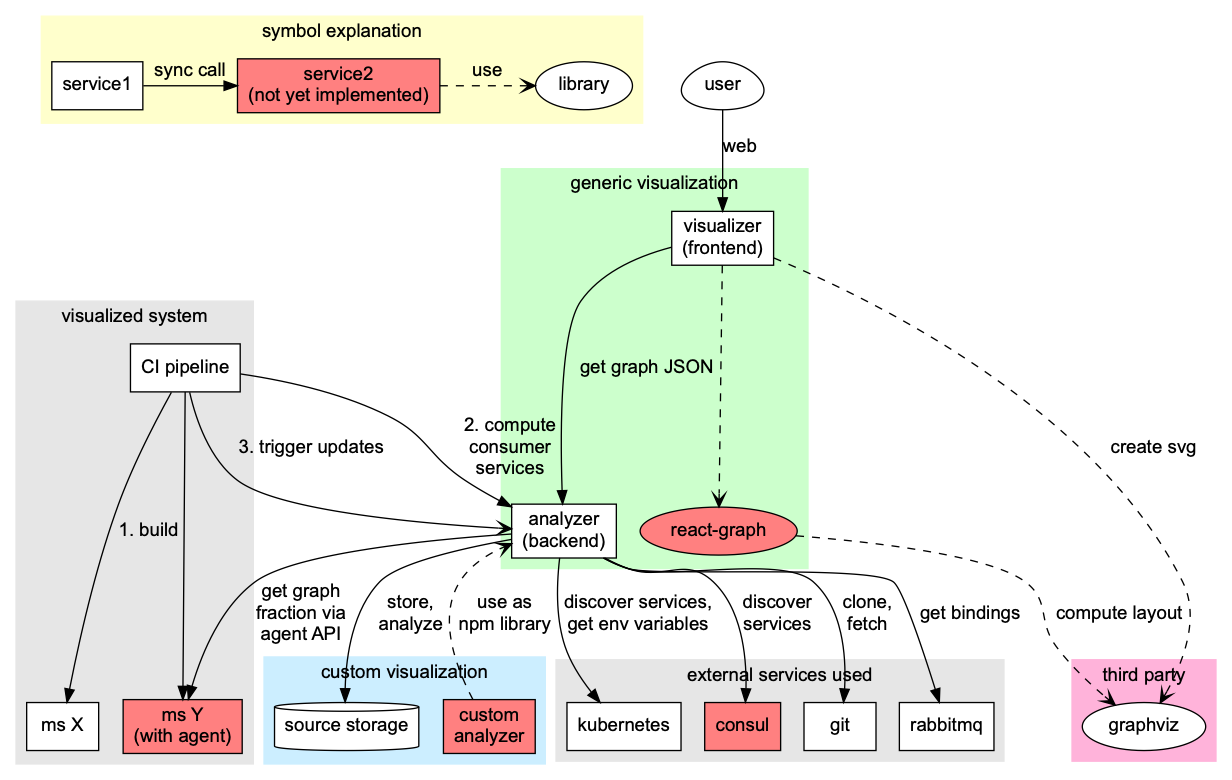 symbol explanation
service1
sync call
service2
(not yet implemented)
use
library
user
web
generic visualization
visualizer
(frontend)
visualized system
CI pipeline
get graph JSON
3. trigger updates
2. compute
consumer
services
create svg
1. build
analyzer
(backend)
react-graph
get graph
fraction via
agent API
store,
analyze
use as
npm library
discover services,
get env variables
discover
services
clone,
fetch
get bindings
compute layout
custom visualization
external services used
third party
ms X
ms Y
(with agent)
source storage
custom
analyzer
kubernetes
consul
git
rabbitmq
graphviz